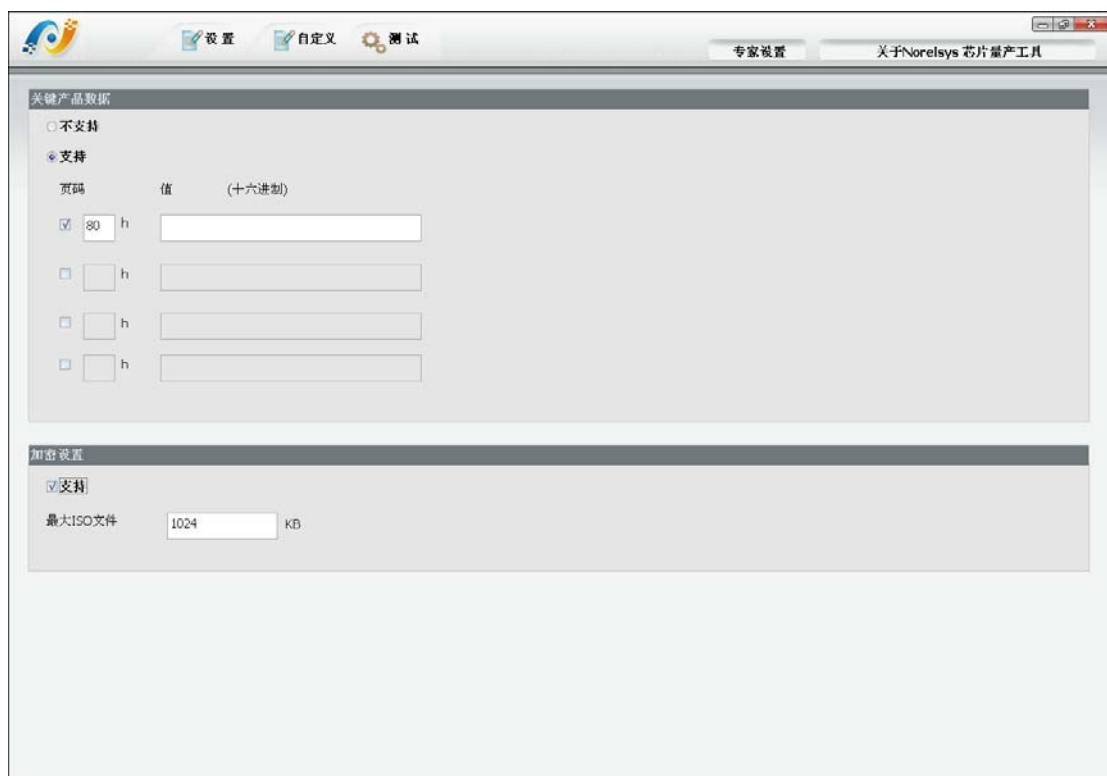 设置 自定义 测试
专家设置 关于Norelsys 芯片量产工具
关键产品数据
不支持
支持
页码 值 (十六进制)
80 h
h
h
h
加密设置
支持
最大ISO文件 1024 KB